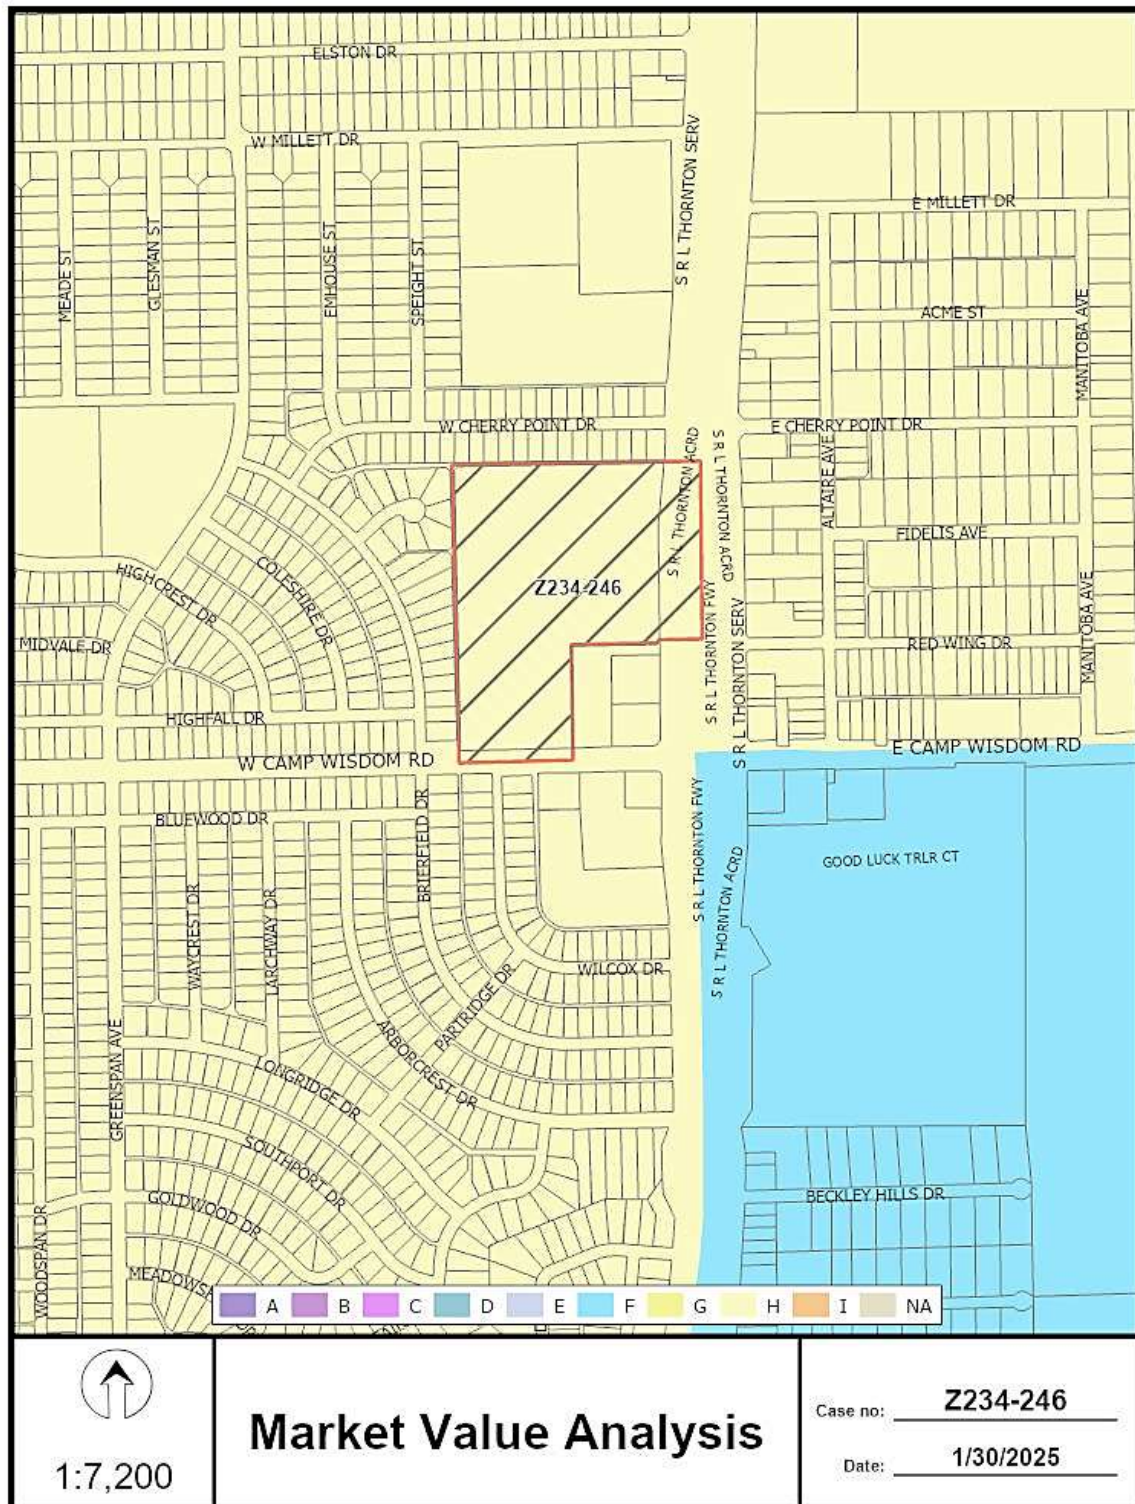 ELSTON DR
W MILLETT DR
S R L THORNTON SERV
E MILLETT DR
MEADE ST
GLESMAN ST
EMHOUSE ST
SPEIGHT ST
ACME ST
MANITOBA AVE
W CHERRY POINT DR
E CHERRY POINT DR
S R L THORNTON ACRD
S R L THORNTON ACRD
ALTAIRE AVE
FIDELIS AVE
HIGHCREST DR
COLESHIRE DR
Z234-246
MIDVALE DR
S R L THORNTON FWY
S R L THORNTON SERV
RED WING DR
MANITOBA AVE
HIGHFALL DR
W CAMP WISDOM RD
E CAMP WISDOM RD
BLUEWOOD DR
BRIERFIELD DR
S R L THORNTON FWY
S R L THORNTON ACRD
GOOD LUCK TRLR CT
WAYCREST DR
LARCHWAY DR
WILCOX DR
PARTRIDGE DR
ARBORCREST DR
GREENSPAN AVE
LONGRIDGE DR
SOUTHPORT DR
GOLDWOOD DR
BECKLEY HILLS DR
WOODSPAN DR
MEADOWS
A B C D E F G H I NA
1:7,200
Market Value Analysis
Case no: Z234-246
Date: 1/30/2025